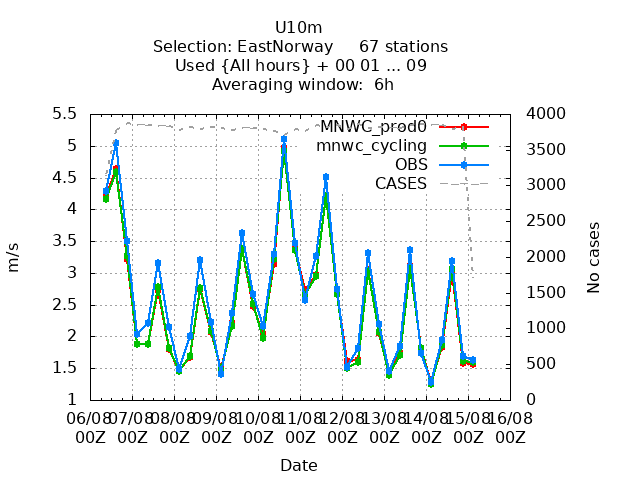 U10m
Selection: EastNorway     67 stations
Used {All hours} + 00 01 ... 09
Averaging window:  6h
5.5
5
4.5
4
3.5
3
2.5
2
1.5
1
m/s
4000
3500
3000
2500
2000
1500
1000
500
0
No cases
MNWC_prod0
mnwc_cycling
OBS
CASES
06/08 07/08 08/08 09/08 10/08 11/08 12/08 13/08 14/08 15/08 16/08
00Z 00Z 00Z 00Z 00Z 00Z 00Z 00Z 00Z 00Z 00Z
Date